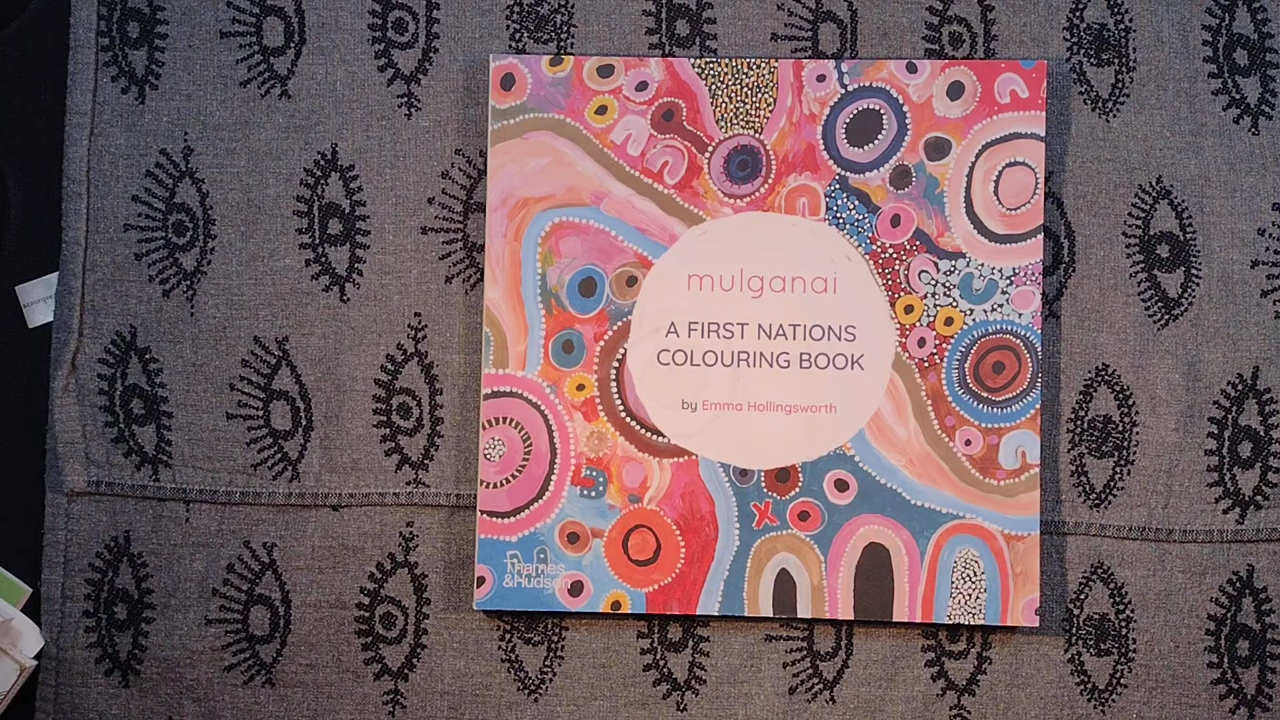 mulganai
A FIRST NATIONS
COLOURING BOOK
by Emma Hollingsworth
Thames
&Hudson